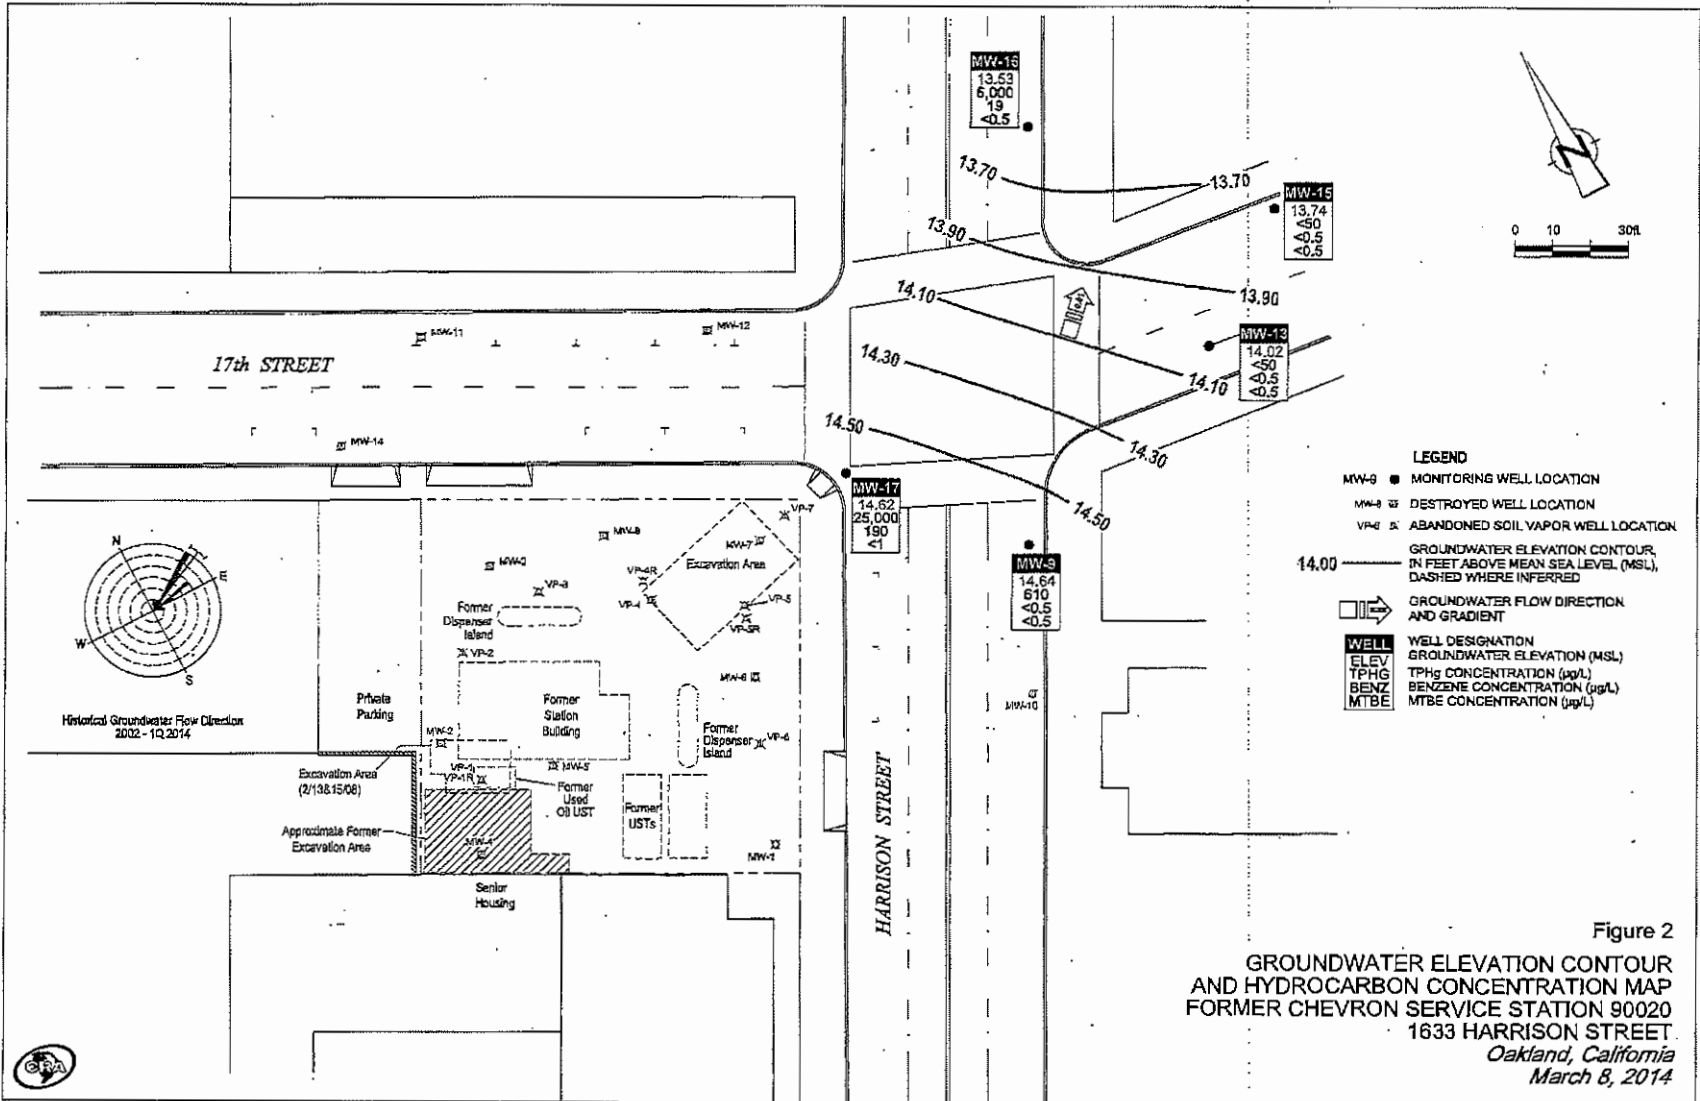 MW-16
13.53
6,000
19
<0.5
13.70
13.70
MW-15
13.74
<50
<0.5
<0.5
N
0 10 30ft
13.90
13.90
14.10
MW-13
14.02
<50
<0.5
<0.5
14.10
MW-11
MW-12
17th STREET
14.30
14.30
14.50
14.50
MW-14
MW-17
14.62
25,000
190
<1
MW-9
14.64
610
<0.5
<0.5
LEGEND
MW-9 MONITORING WELL LOCATION
MW-8 DESTROYED WELL LOCATION
VP-6 ABANDONED SOIL VAPOR WELL LOCATION
14.00 GROUNDWATER ELEVATION CONTOUR,
IN FEET ABOVE MEAN SEA LEVEL (MSL),
DASHED WHERE INFERRED
GROUNDWATER FLOW DIRECTION
AND GRADIENT
WELL WELL DESIGNATION
ELEV GROUNDWATER ELEVATION (MSL)
TPHG TPHg CONCENTRATION (µg/L)
BENZ BENZENE CONCENTRATION (µg/L)
MTBE MTBE CONCENTRATION (µg/L)
N
E
W
S
Historical Groundwater Flow Direction
2002 - 1Q 2014
VP-7
MW-8
MW-7
Excavation Area
MW-3
VP-3
VP-4R
VP-4
VP-5
VP-5R
Former
Dispenser
Island
VP-2
MW-6
Private
Parking
Former
Station
Building
Former
Dispenser
Island
VP-6
MW-10
MW-2
Excavation Area
(2/13&15/08)
VP-1
VP-1R
MW-5
Former
Used
Oil UST
Former
USTs
Approximate Former
Excavation Area
MW-4
MW-1
Senior
Housing
HARRISON STREET
CRA
Figure 2
GROUNDWATER ELEVATION CONTOUR
AND HYDROCARBON CONCENTRATION MAP
FORMER CHEVRON SERVICE STATION 90020
1633 HARRISON STREET
Oakland, California
March 8, 2014